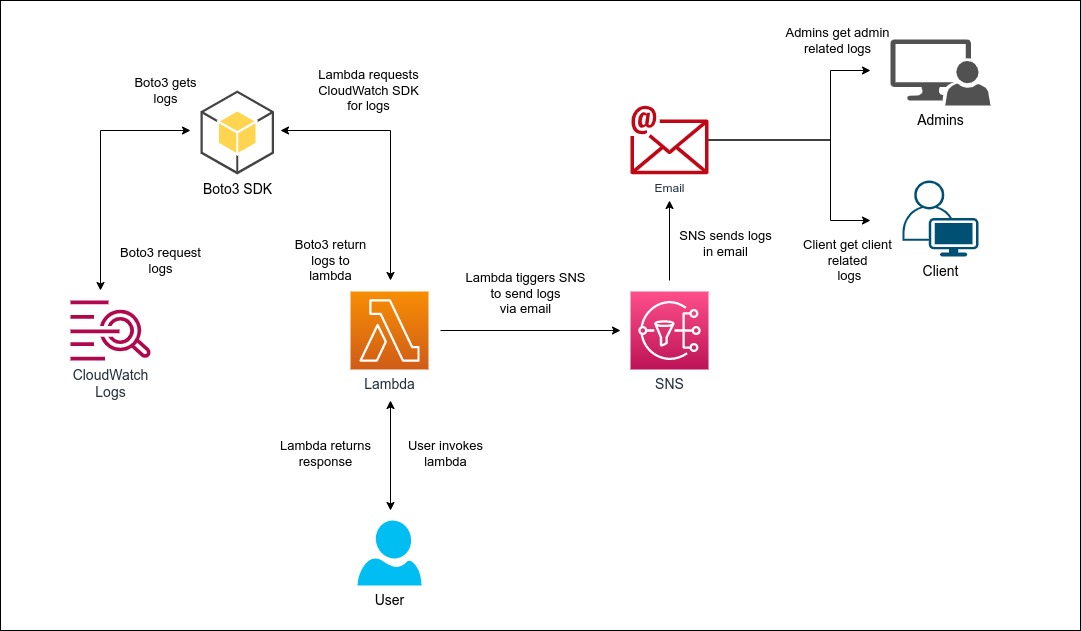 Admins get admin
related logs
Boto3 gets
logs
Lambda requests
CloudWatch SDK
for logs
@
Admins
Boto3 SDK
Email
Boto3 request
logs
Boto3 return
logs to
lambda
SNS sends logs
in email
Client get client
related
logs
Client
Lambda tiggers SNS
to send logs
via email
CloudWatch
Logs
Lambda
SNS
Lambda returns
response
User invokes
lambda
User